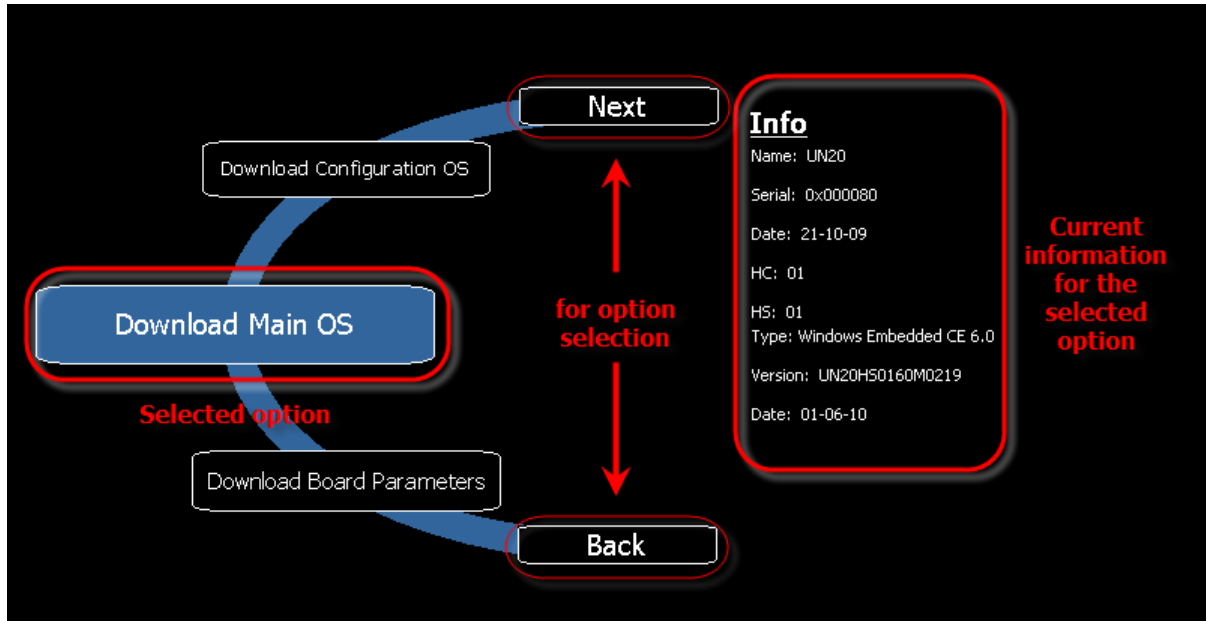 Next
Download Configuration OS
Download Main OS
Selected option
Download Board Parameters
Back
for option
selection
Info
Name: UN20
Serial: 0x000080
Date: 21-10-09
HC: 01
HS: 01
Type: Windows Embedded CE 6.0
Version: UN20HS0160M0219
Date: 01-06-10
Current
information
for the
selected
option